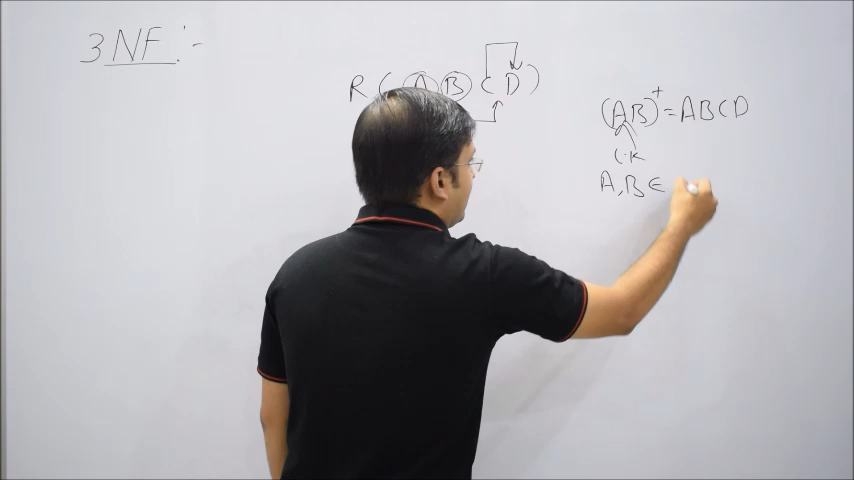 3NF:-
R(A B C D)
(AB)+=ABCD
C.K
A,B∈